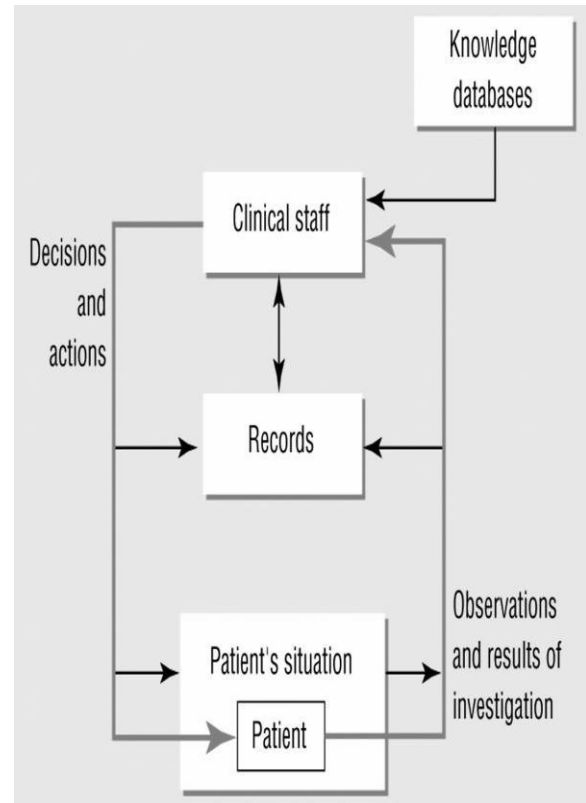 Knowledge
databases
Clinical staff
Decisions
and
actions
Records
Observations
and results of
investigation
Patient's situation
Patient